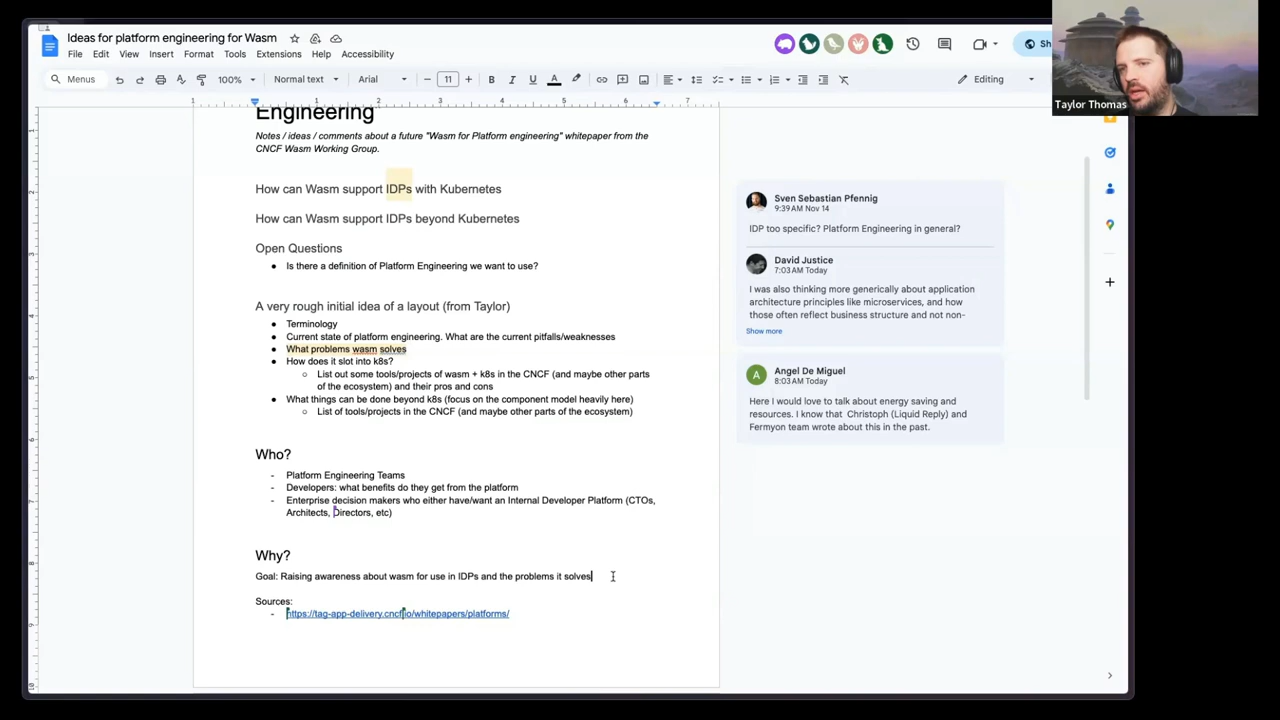 Ideas for platform engineering for Wasm
File Edit View Insert Format Tools Extensions Help Accessibility
Sh
Menus 100% Normal text Arial 11 Editing
1 1 2 3 4 5 6 7
Engineering
Notes / ideas / comments about a future "Wasm for Platform engineering" whitepaper from the
CNCF Wasm Working Group.
How can Wasm support IDPs with Kubernetes
How can Wasm support IDPs beyond Kubernetes
Open Questions
● Is there a definition of Platform Engineering we want to use?
A very rough initial idea of a layout (from Taylor)
● Terminology
● Current state of platform engineering. What are the current pitfalls/weaknesses
● What problems wasm solves
● How does it slot into k8s?
○ List out some tools/projects of wasm + k8s in the CNCF (and maybe other parts
of the ecosystem) and their pros and cons
● What things can be done beyond k8s (focus on the component model heavily here)
○ List of tools/projects in the CNCF (and maybe other parts of the ecosystem)
Who?
- Platform Engineering Teams
- Developers: what benefits do they get from the platform
- Enterprise decision makers who either have/want an Internal Developer Platform (CTOs,
Architects, Directors, etc)
Why?
Goal: Raising awareness about wasm for use in IDPs and the problems it solves
Sources:
- https://tag-app-delivery.cncf.io/whitepapers/platforms/
Sven Sebastian Pfennig
9:39 AM Nov 14
IDP too specific? Platform Engineering in general?
David Justice
7:03 AM Today
I was also thinking more generically about application
architecture principles like microservices, and how
those often reflect business structure and not non-
Show more
A
Angel De Miguel
8:03 AM Today
Here I would love to talk about energy saving and
resources. I know that Christoph (Liquid Reply) and
Fermyon team wrote about this in the past.
Taylor Thomas